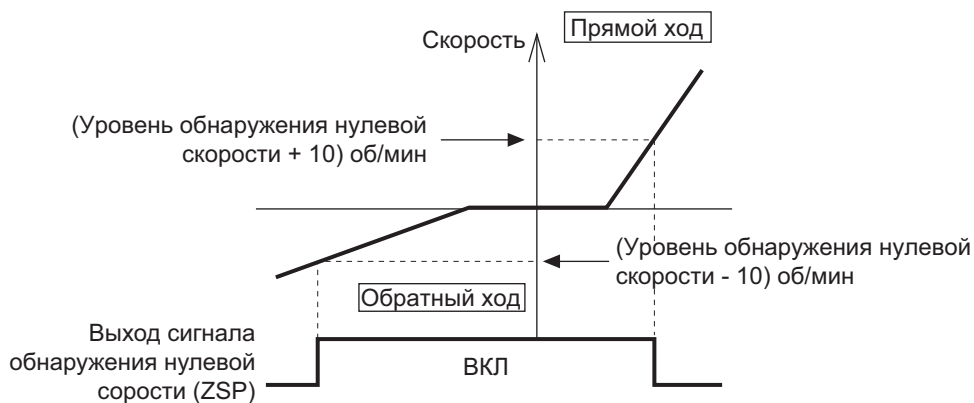 Прямой ход
Скорость
(Уровень обнаружения нулевой
скорости + 10) об/мин
(Уровень обнаружения нулевой
скорости - 10) об/мин
Обратный ход
Выход сигнала
обнаружения нулевой
сорости (ZSP)
ВКЛ